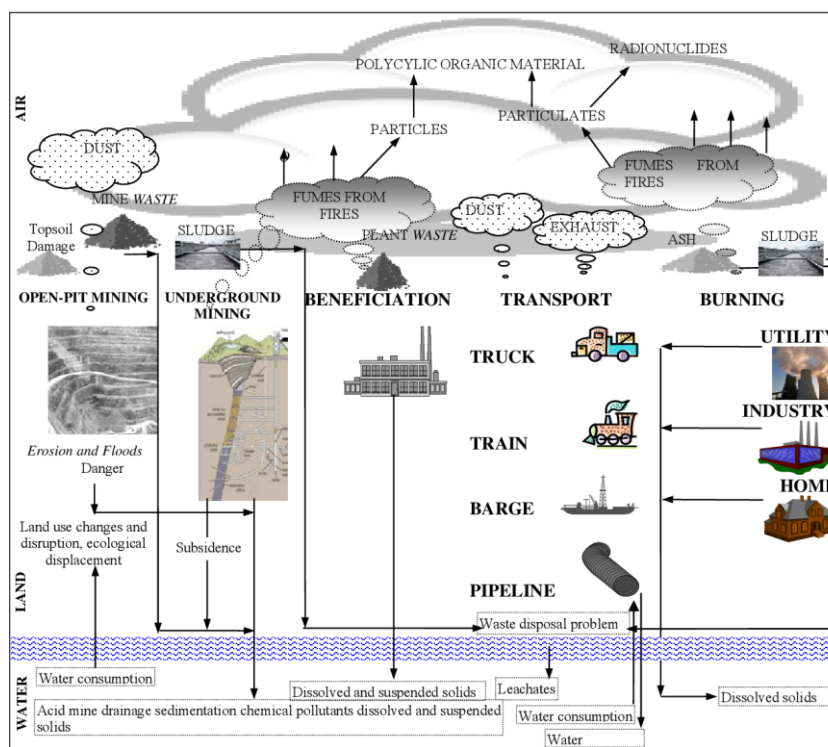 RADIONUCLIDES
POLYCYLIC ORGANIC MATERIAL
PARTICULATES
PARTICLES
AIR
DUST
FUMES FROM
FIRES
MINE WASTE
FUMES FROM
FIRES
DUST
Topsoil
Damage
SLUDGE
PLANT WASTE
EXHAUST
ASH
SLUDGE
OPEN-PIT MINING
UNDERGROUND
MINING
BENEFICIATION
TRANSPORT
BURNING
TRUCK
UTILITY
INDUSTRY
TRAIN
Erosion and Floods
Danger
HOME
BARGE
Land use changes and
disruption, ecological
displacement
Subsidence
LAND
PIPELINE
Waste disposal problem
WATER
Water consumption
Dissolved and suspended solids
Leachates
Dissolved solids
Acid mine drainage sedimentation chemical pollutants dissolved and suspended
solids
Water consumption
Water